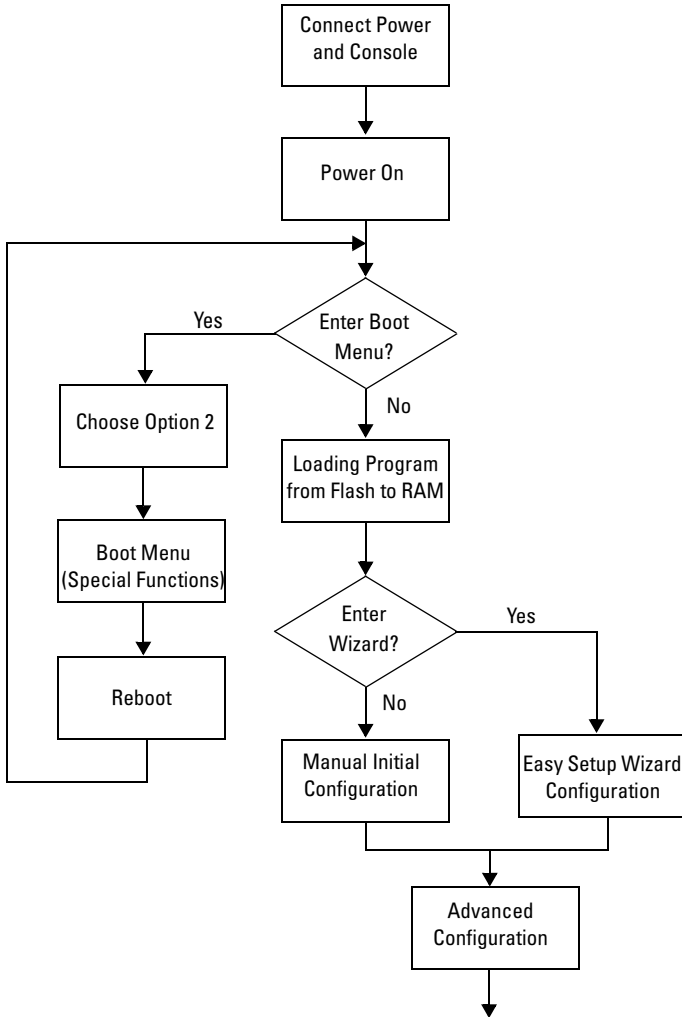 Connect Power
and Console
Power On
Enter Boot
Menu?
Yes
No
Choose Option 2
Loading Program
from Flash to RAM
Boot Menu
(Special Functions)
Enter
Wizard?
Yes
No
Reboot
Manual Initial
Configuration
Easy Setup Wizard
Configuration
Advanced
Configuration